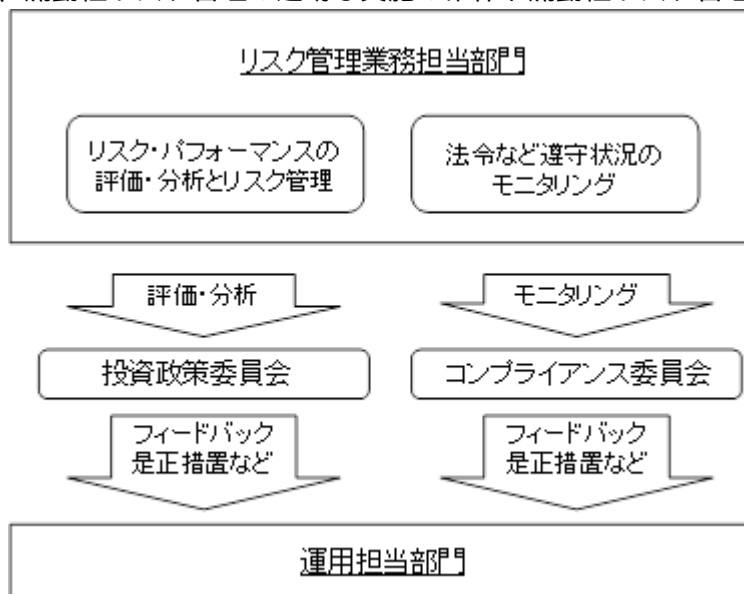 リスク管理業務担当部門
リスク・パフォーマンスの
評価・分析とリスク管理
法令など遵守状況の
モニタリング
評価・分析
モニタリング
投資政策委員会
コンプライアンス委員会
フィードバック
是正措置など
フィードバック
是正措置など
運用担当部門